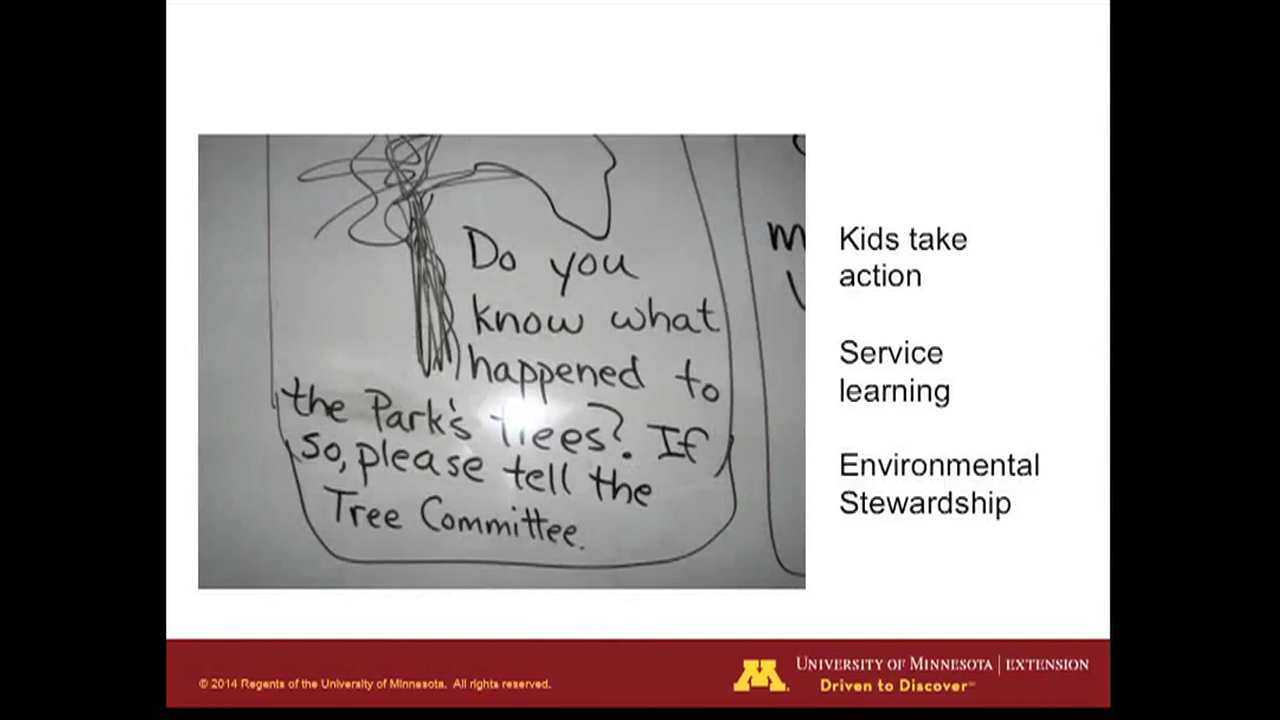 Do you
know what
happened to
the Park's trees? If
so, please tell the
Tree Committee.
Kids take
action
Service
learning
Environmental
Stewardship
© 2014 Regents of the University of Minnesota. All rights reserved.
UNIVERSITY OF MINNESOTA | EXTENSION
Driven to Discover℠